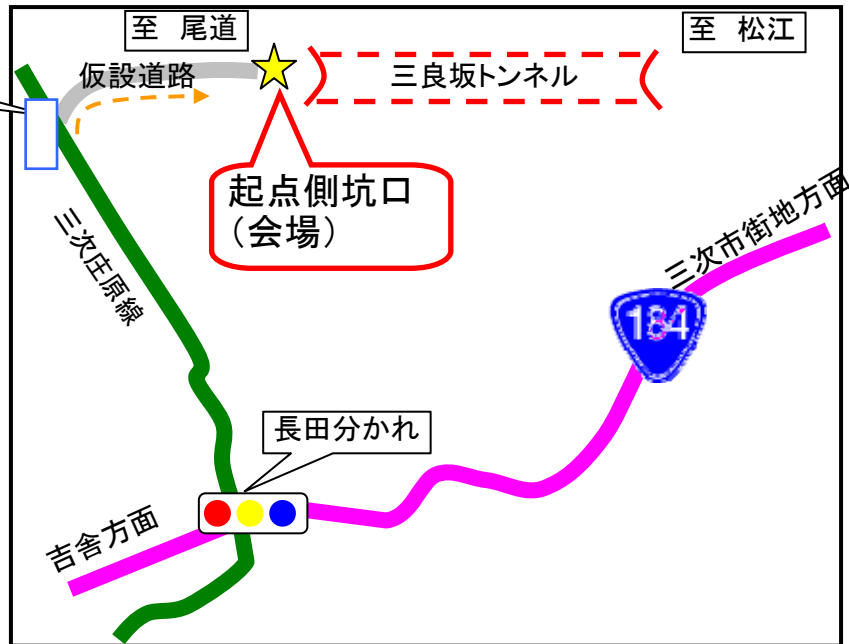 至 尾道
至 松江
仮設道路
三良坂トンネル
起点側坑口
（会場）
三次庄原線
三次市街地方面
184
長田分かれ
吉舎方面